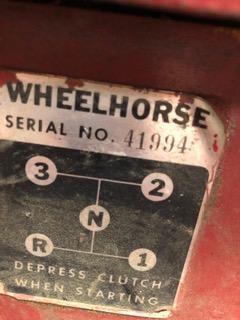 WHEELHORSE
SERIAL NO. 41994
3 2
N
R 1
DEPRESS CLUTCH
WHEN STARTING